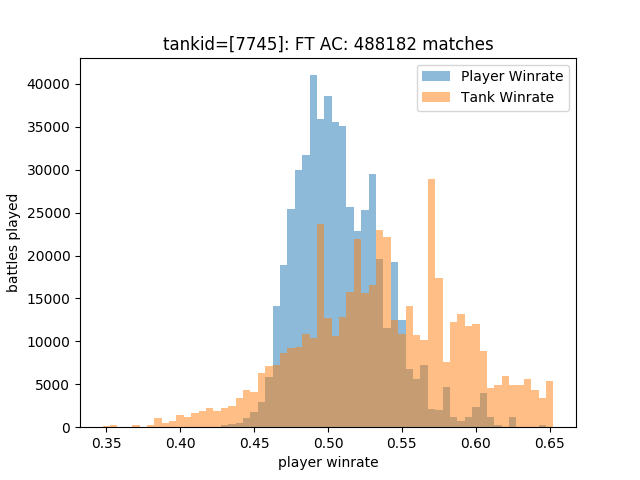 tankid=[7745]: FT AC: 488182 matches
Player Winrate
Tank Winrate
battles played
40000
35000
30000
25000
20000
15000
10000
5000
0
0.35 0.40 0.45 0.50 0.55 0.60 0.65
player winrate